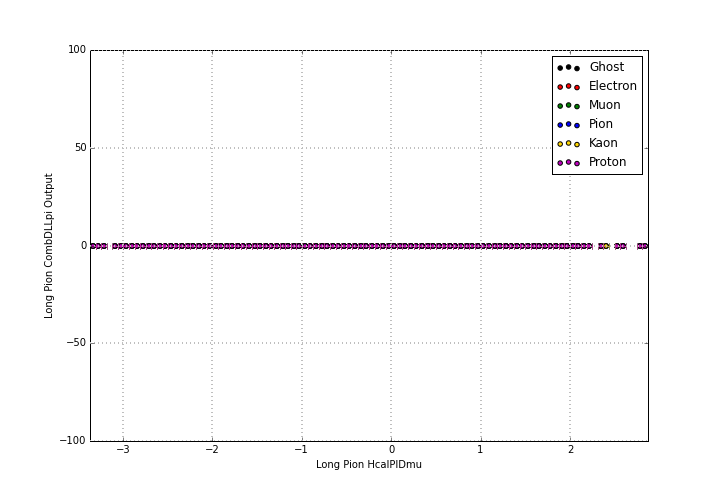 100
50
0
−50
−100
−3
−2
−1
0
1
2
Long Pion HcalPIDmu
Long Pion CombDLLpi Output
Ghost
Electron
Muon
Pion
Kaon
Proton